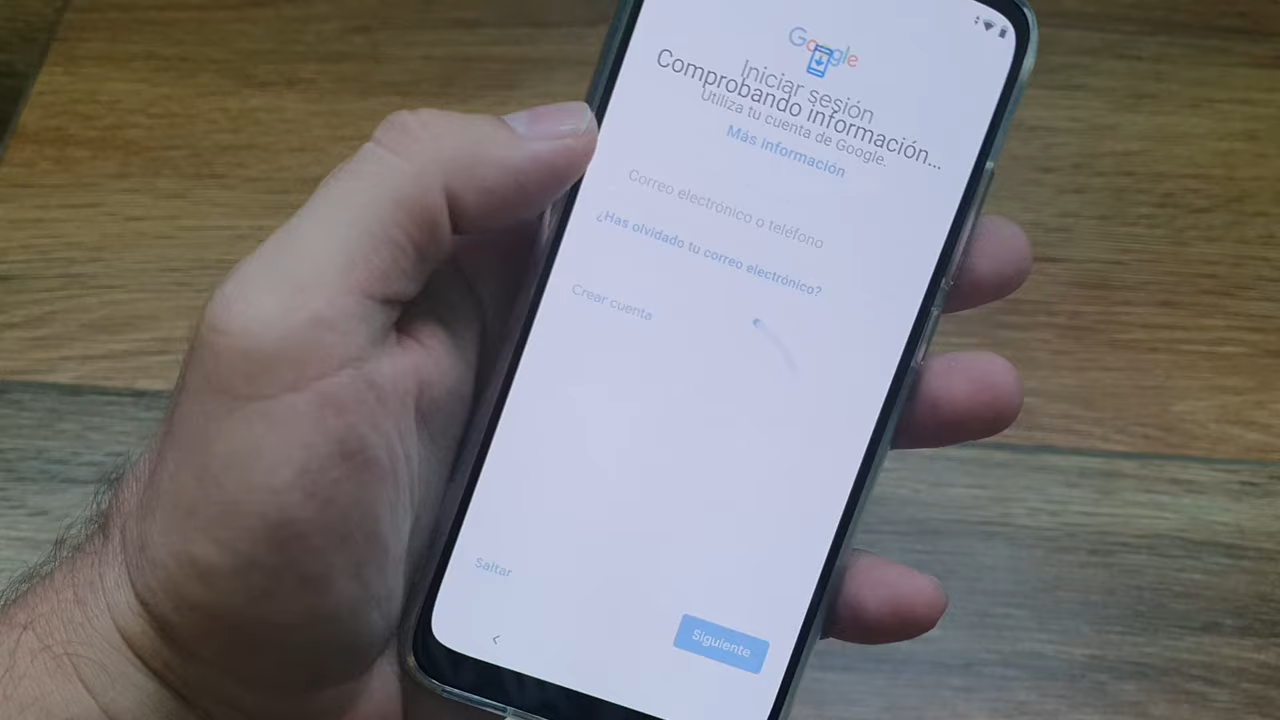 Google
Iniciar sesión
Comprobando información...
Utiliza tu cuenta de Google.
Más información
Correo electrónico o teléfono
¿Has olvidado tu correo electrónico?
Crear cuenta
Saltar
Siguiente